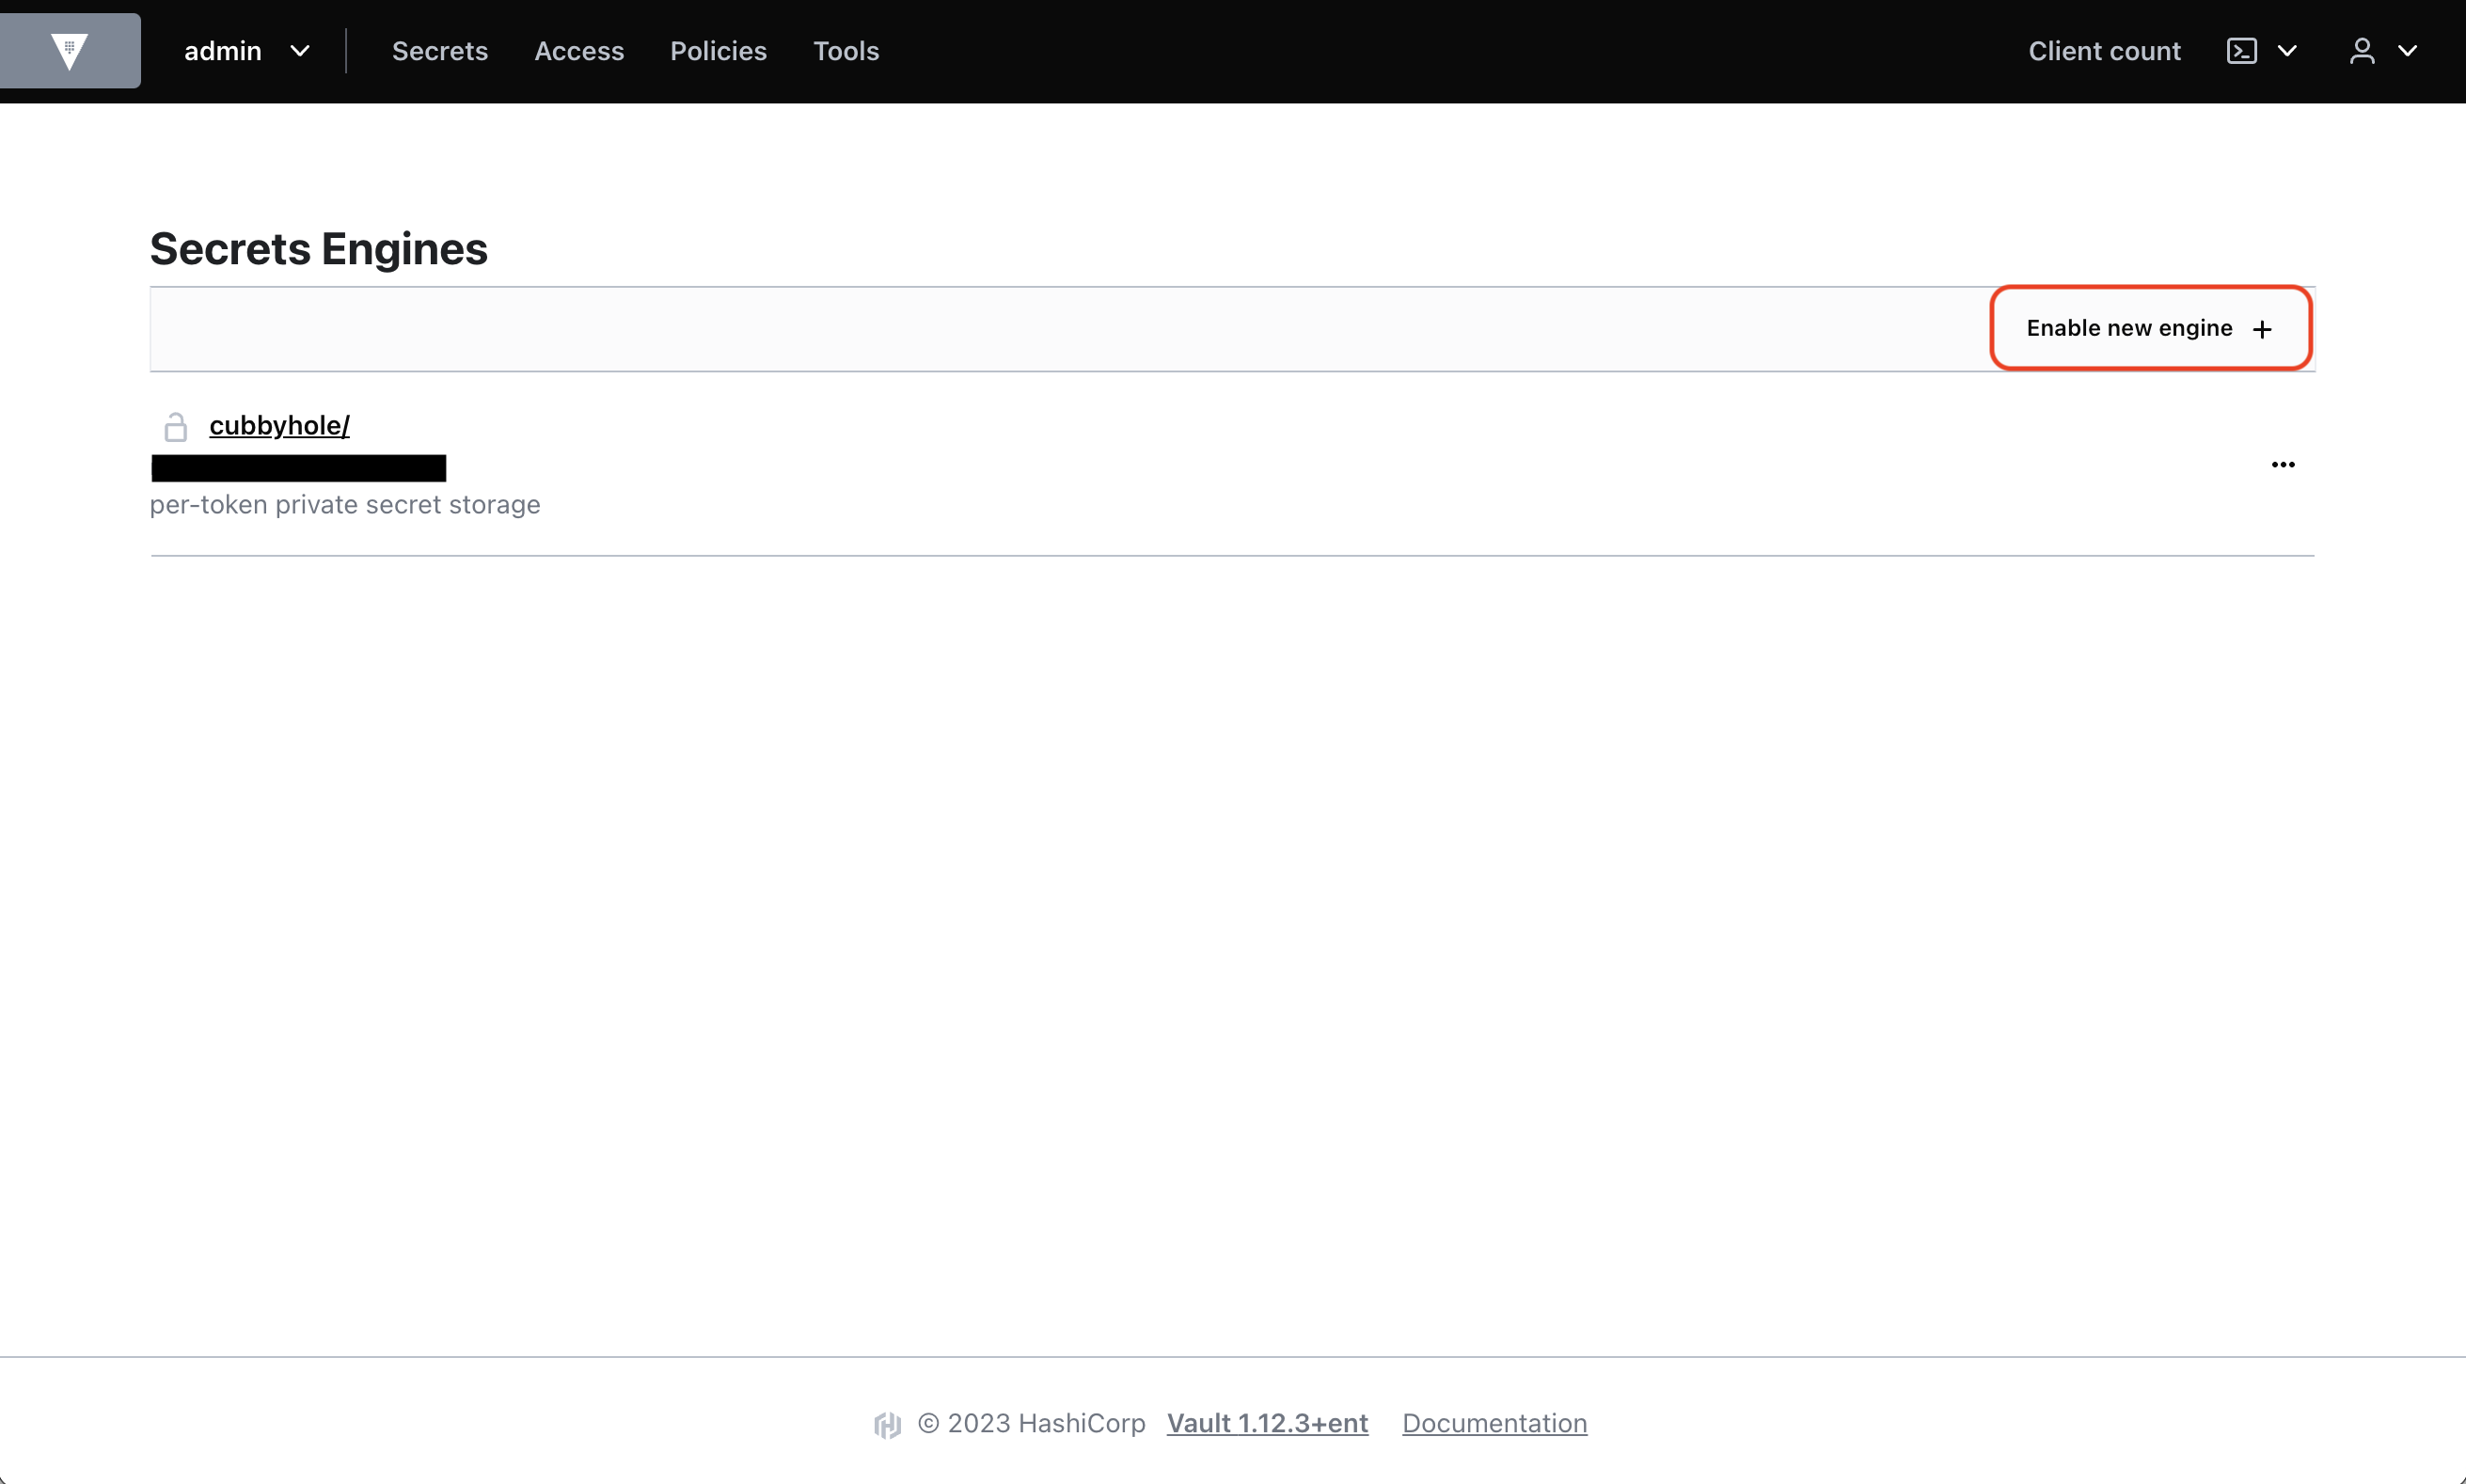 admin Secrets Access Policies Tools Client count
Secrets Engines
Enable new engine +
cubbyhole/
per-token private secret storage
© 2023 HashiCorp Vault 1.12.3+ent Documentation